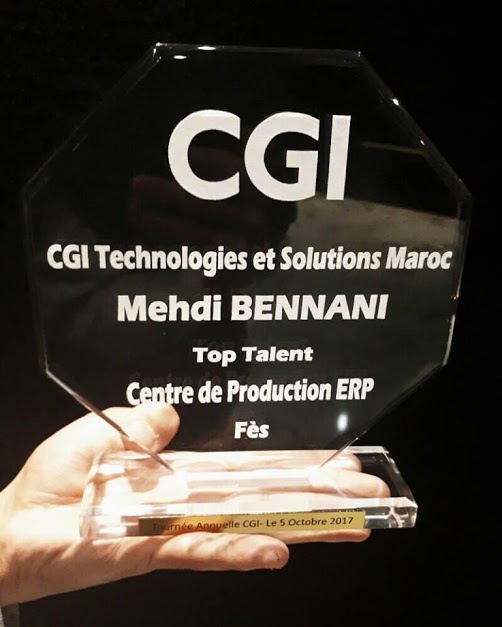 CGI
CGI Technologies et Solutions Maroc
Mehdi BENNANI
Top Talent
Centre de Production ERP
Fès
Tournée Annuelle CGI- Le 5 Octobre 2017